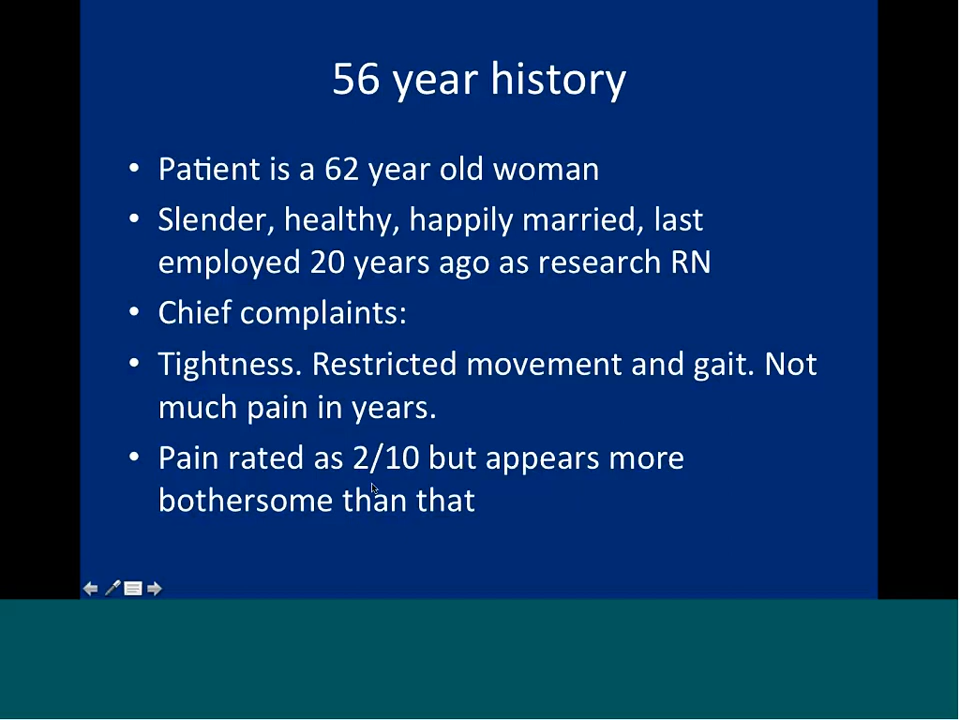 56 year history
• Patient is a 62 year old woman
• Slender, healthy, happily married, last
employed 20 years ago as research RN
• Chief complaints:
• Tightness. Restricted movement and gait. Not
much pain in years.
• Pain rated as 2/10 but appears more
bothersome than that